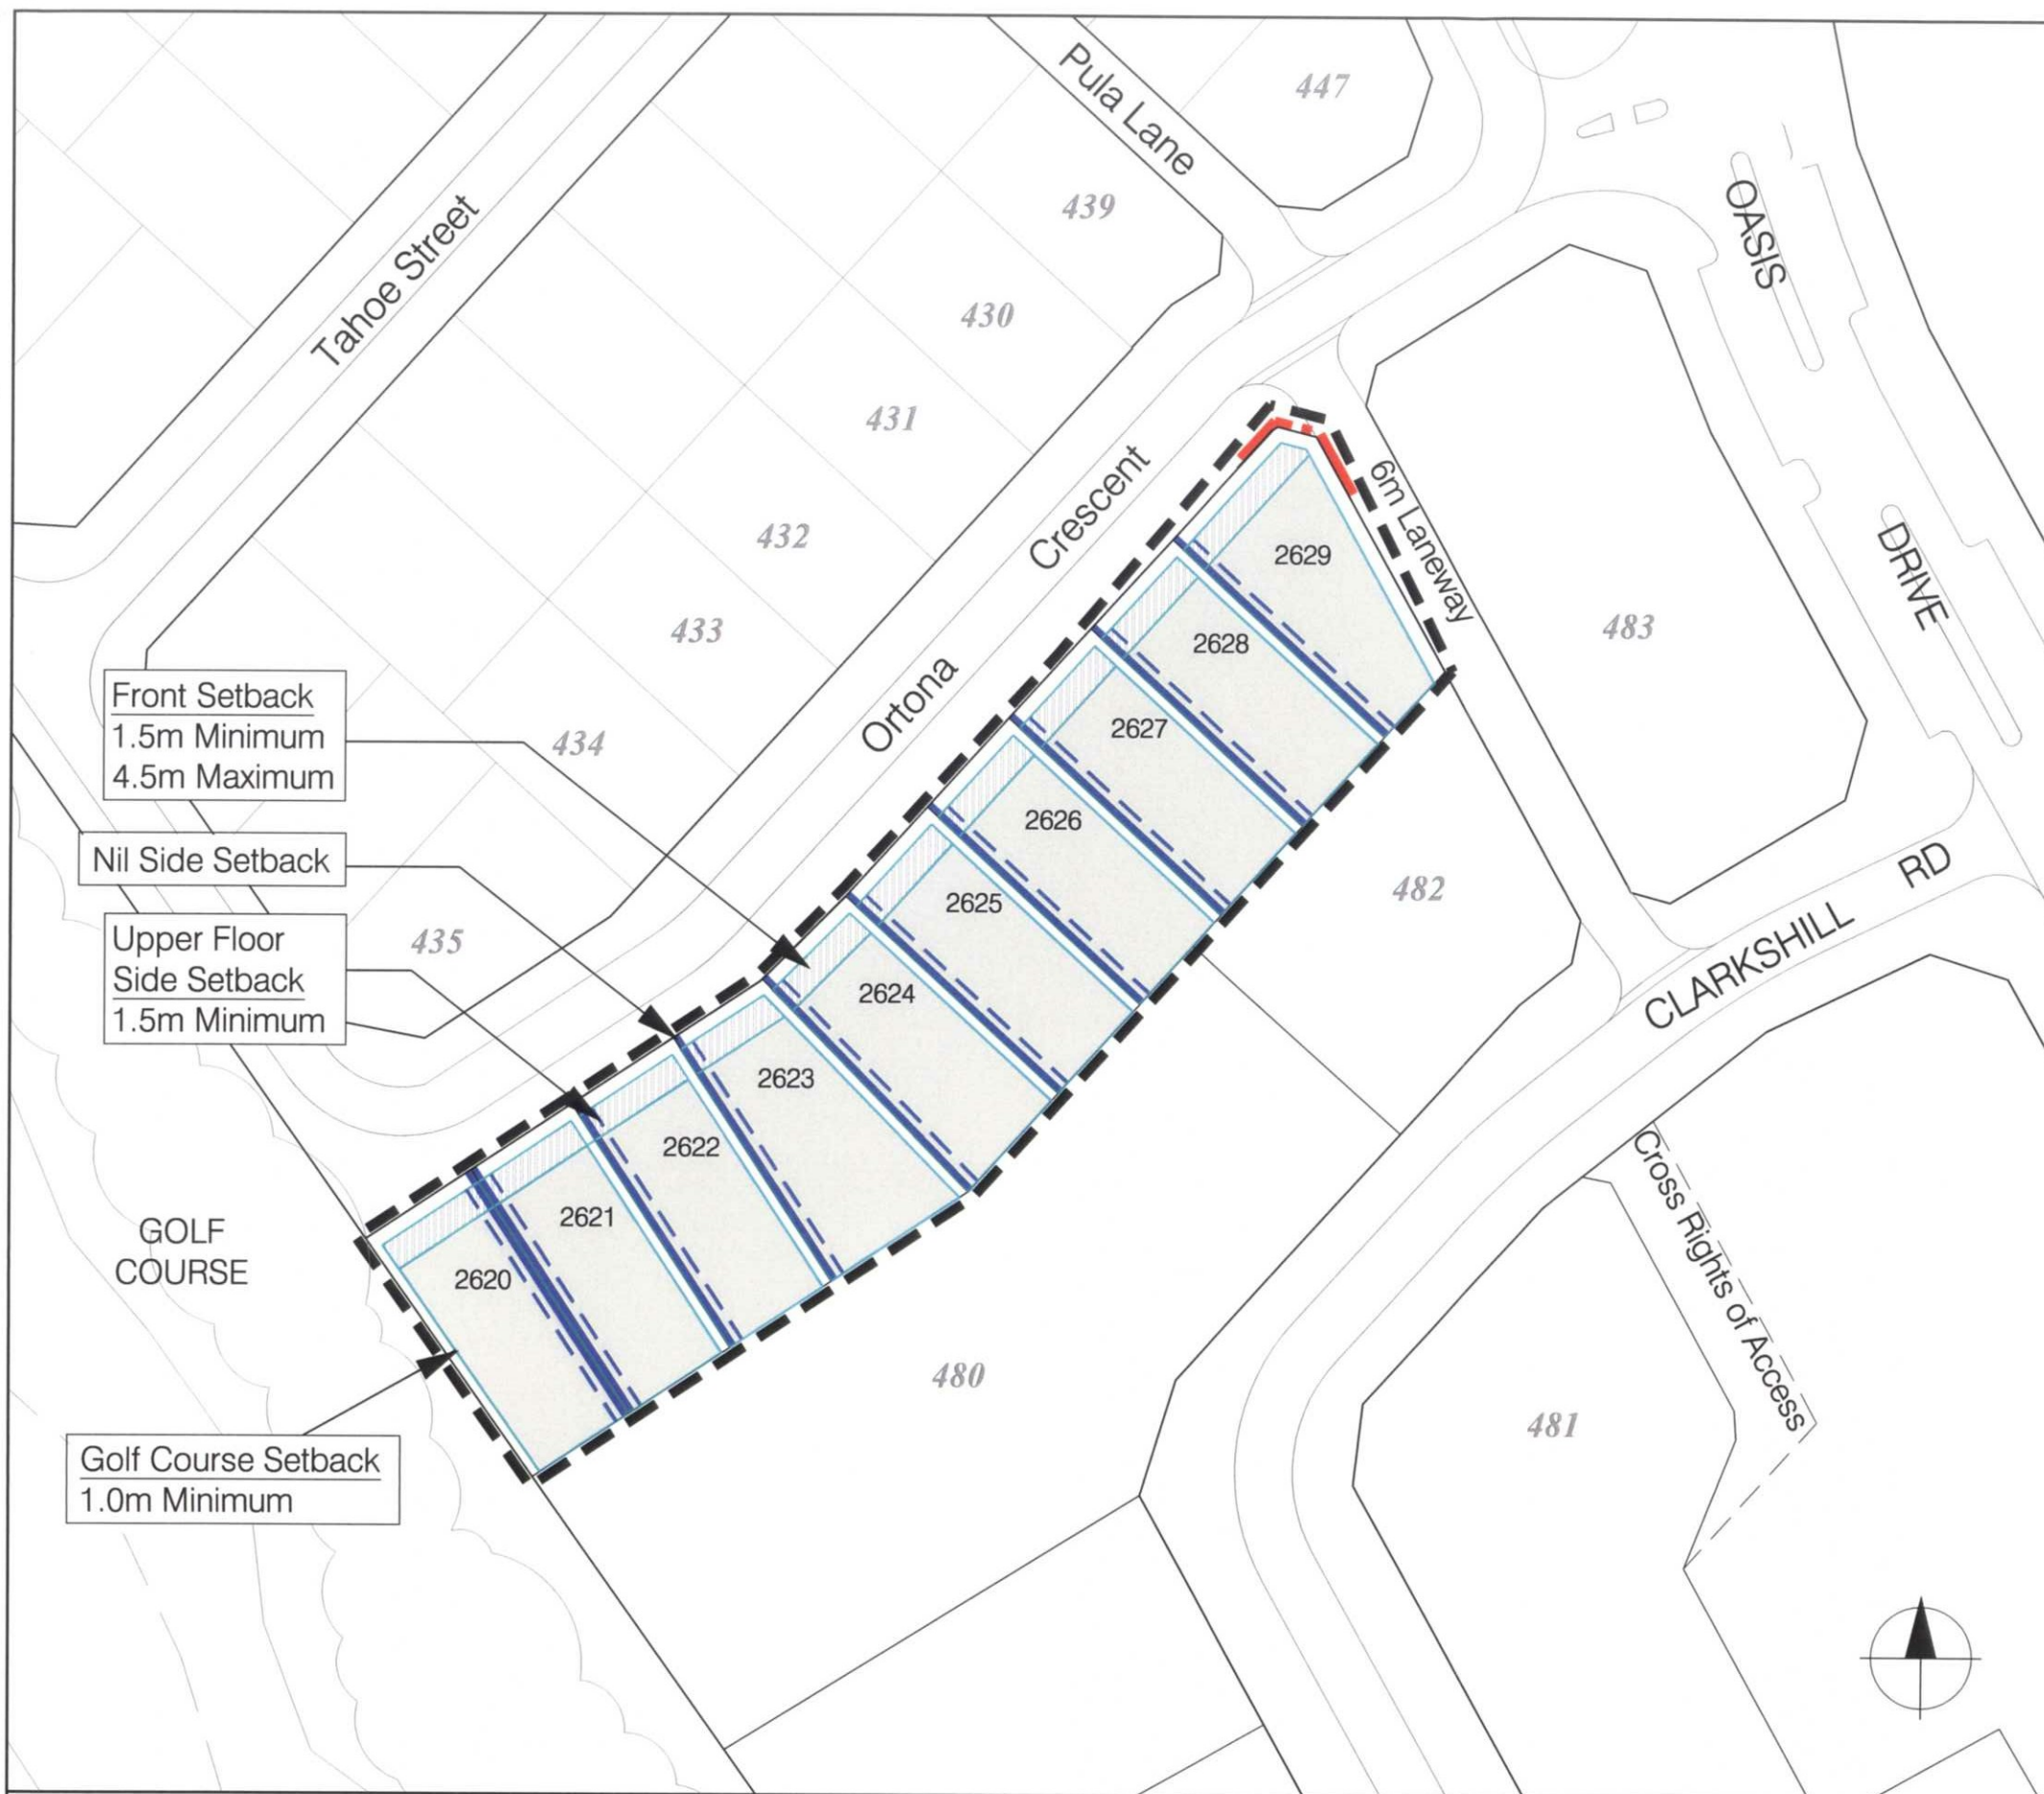 Pula Lane
447
OASIS
439
Tahoe Street
430
431
Crescent
6m Laneway
432
2629
DRIVE
433
2628
483
Ortona
Front Setback
1.5m Minimum
4.5m Maximum
434
2627
2626
Nil Side Setback
RD
482
2625
CLARKSHILL
Upper Floor
Side Setback
1.5m Minimum
435
2624
2623
2622
Cross Rights of Access
2621
GOLF
COURSE
2620
480
481
Golf Course Setback
1.0m Minimum